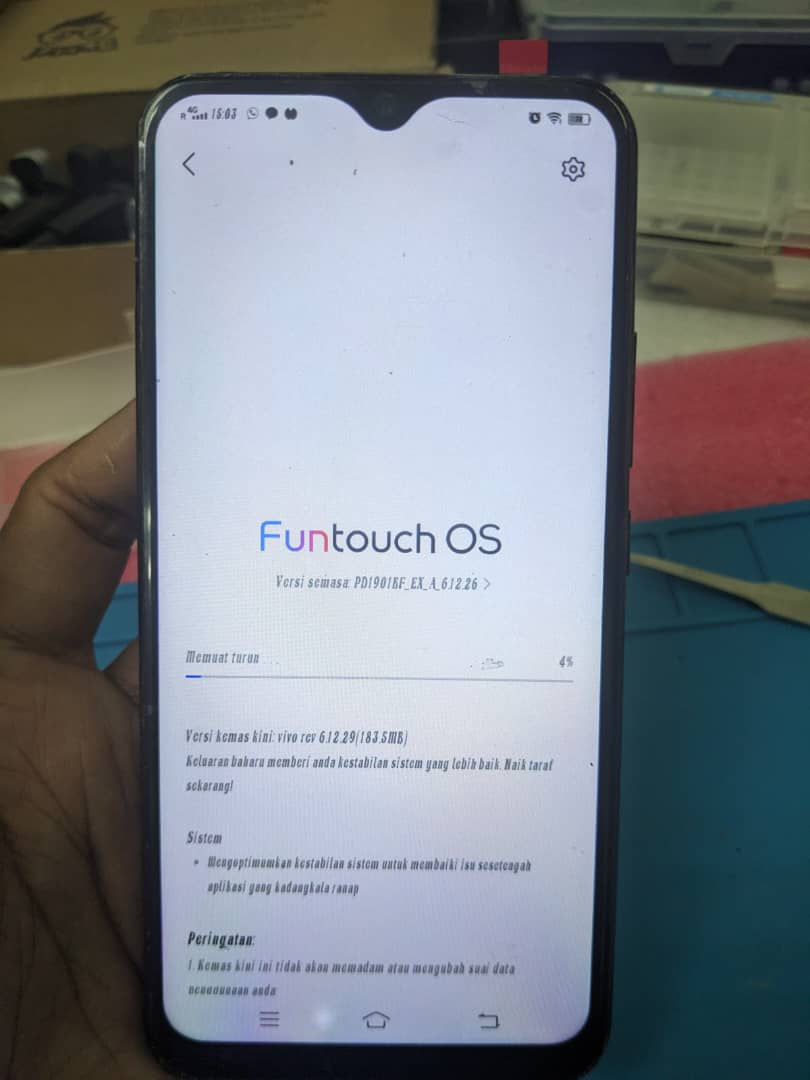 R 4G 15:03
Funtouch OS
Versi semasa: PD1901BF_EX_A_6.12.26 >
Memuat turun ...
4%
Versi kemas kini: vivo rev 6.12.29(183.5MB)
Keluaran baharu memberi anda kestabilan sistem yang lebih baik. Naik taraf
sekarang!
Sistem
• Mengoptimumkan kestabilan sistem untuk membaiki isu sesetengah
aplikasi yang kadangkala ranap
Peringatan:
1. Kemas kini ini tidak akan memadam atau mengubah suai data
anda